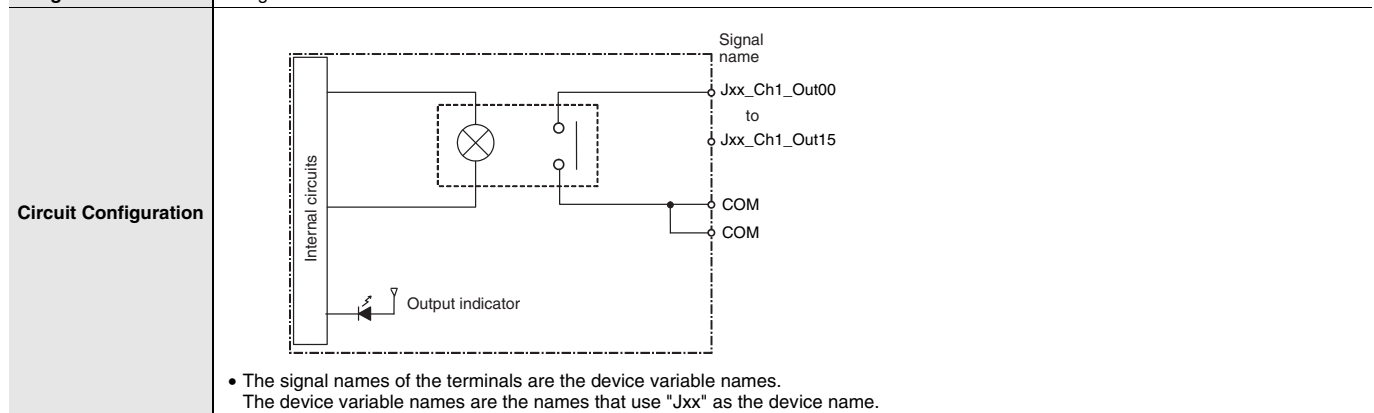 Circuit Configuration
Signal
name
Jxx_Ch1_Out00
to
Jxx_Ch1_Out15
COM
COM
Internal circuits
Output indicator
• The signal names of the terminals are the device variable names.
The device variable names are the names that use "Jxx" as the device name.